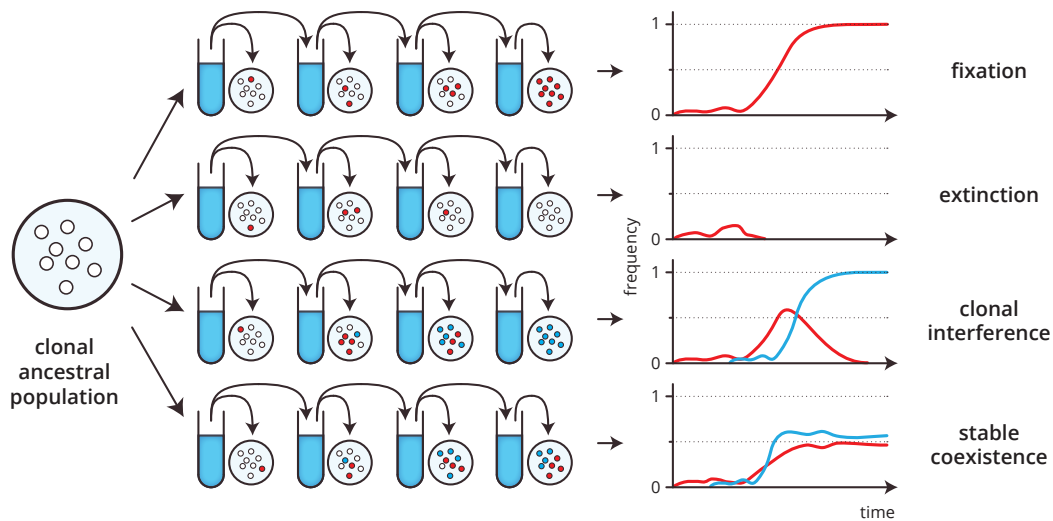 1
0
fixation
1
0
extinction
frequency
1
0
clonal
interference
clonal
ancestral
population
1
0
stable
coexistence
time